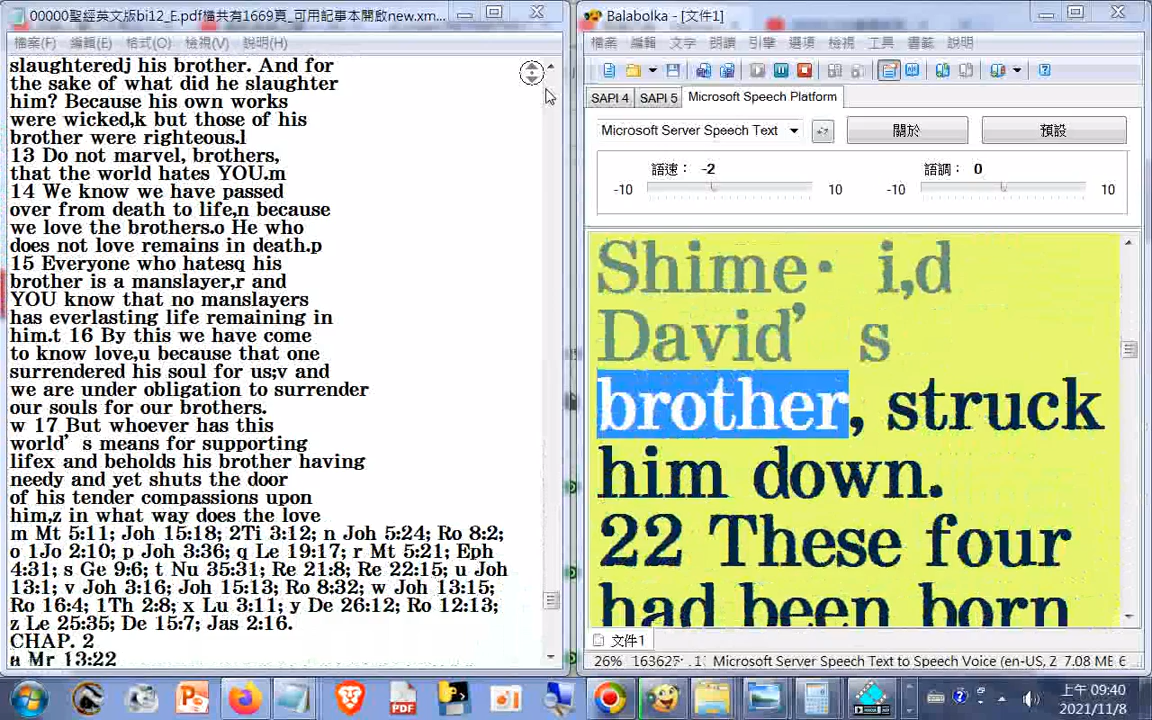 00000聖經英文版bi12_E.pdf檔共有1669頁_可用記事本開啟new.xm...
檔案(F) 編輯(E) 格式(O) 檢視(V) 說明(H)
slaughteredj his brother. And for
the sake of what did he slaughter
him? Because his own works
were wicked,k but those of his
brother were righteous.l
13 Do not marvel, brothers,
that the world hates YOU.m
14 We know we have passed
over from death to life,n because
we love the brothers.o He who
does not love remains in death.p
15 Everyone who hatesq his
brother is a manslayer,r and
YOU know that no manslayers
has everlasting life remaining in
him.t 16 By this we have come
to know love,u because that one
surrendered his soul for us;v and
we are under obligation to surrender
our souls for our brothers.
w 17 But whoever has this
world’s means for supporting
lifex and beholds his brother having
needy and yet shuts the door
of his tender compassions upon
him,z in what way does the love
m Mt 5:11; Joh 15:18; 2Ti 3:12; n Joh 5:24; Ro 8:2;
o 1Jo 2:10; p Joh 3:36; q Le 19:17; r Mt 5:21; Eph
4:31; s Ge 9:6; t Nu 35:31; Re 21:8; Re 22:15; u Joh
13:1; v Joh 3:16; Joh 15:13; Ro 8:32; w Joh 13:15;
Ro 16:4; 1Th 2:8; x Lu 3:11; y De 26:12; Ro 12:13;
z Le 25:35; De 15:7; Jas 2:16.
CHAP. 2
a Mr 13:22
Balabolka - [文件1]
檔案 編輯 文字 朗讀 引擎 選項 檢視 工具 書籤 說明
SAPI 4 SAPI 5 Microsoft Speech Platform
Microsoft Server Speech Text 關於 預設
語速： -2 語調： 0
-10 10 -10 10
Shime· i,d
David’s
brother, struck
him down.
22 These four
had been born
文件1
26% Microsoft Server Speech Text to Speech Voice (en-US, 2 7.08 MB 6
PDF
上午 09:40
2021/11/8